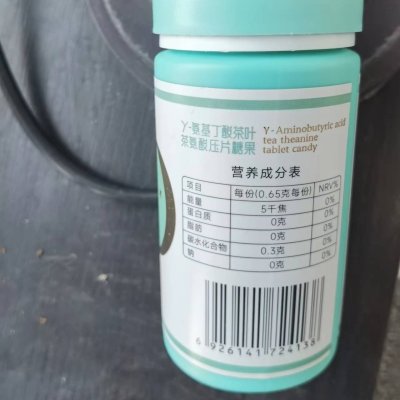 γ-氨基丁酸茶叶
茶氨酸压片糖果
γ-Aminobutyric acid
tea theanine
tablet candy
营养成分表
项目 每份(0.65克每份) NRV%
能量 5千焦 0%
蛋白质 0克 0%
脂肪 0克 0%
碳水化合物 0.3克 0%
钠 0克 0%
6 926141 724138